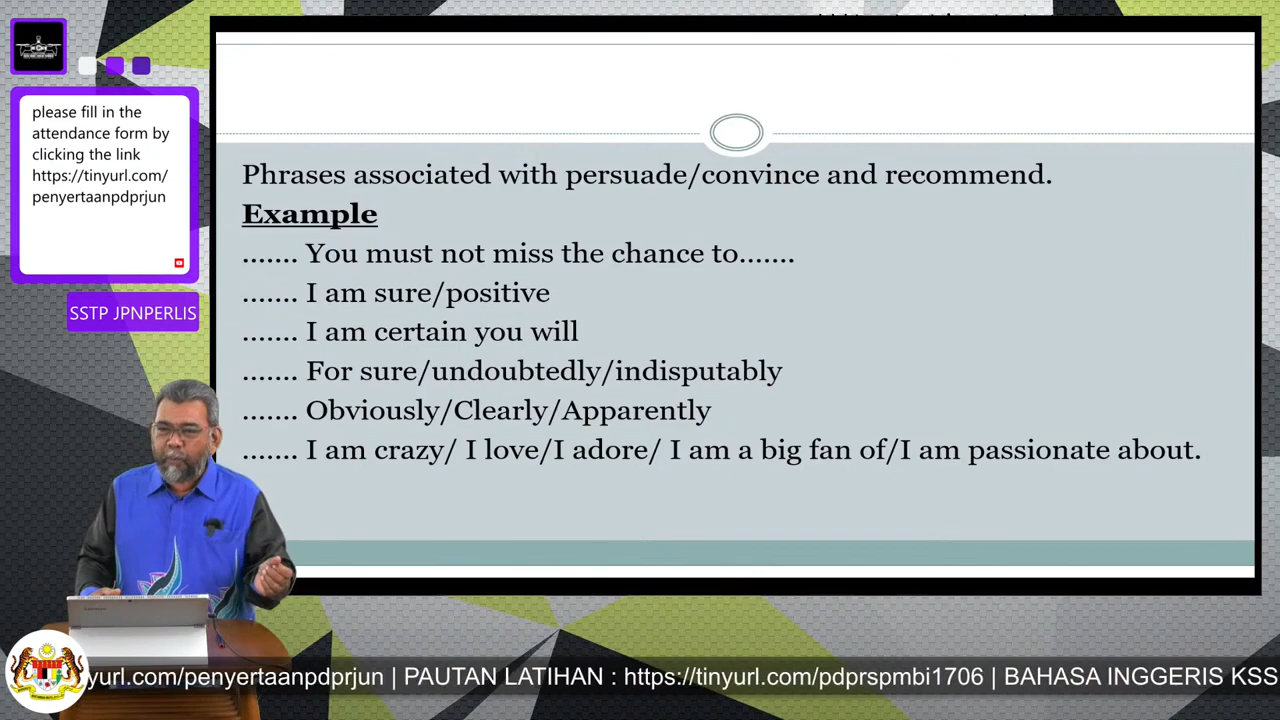 please fill in the
attendance form by
clicking the link
https://tinyurl.com/
penyertaanpdprjun
SSTP JPNPERLIS
Phrases associated with persuade/convince and recommend.
Example
....... You must not miss the chance to.......
....... I am sure/positive
....... I am certain you will
....... For sure/undoubtedly/indisputably
....... Obviously/Clearly/Apparently
....... I am crazy/ I love/I adore/ I am a big fan of/I am passionate about.
yurl.com/penyertaanpdprjun | PAUTAN LATIHAN : https://tinyurl.com/pdprspmbi1706 | BAHASA INGGERIS KSS